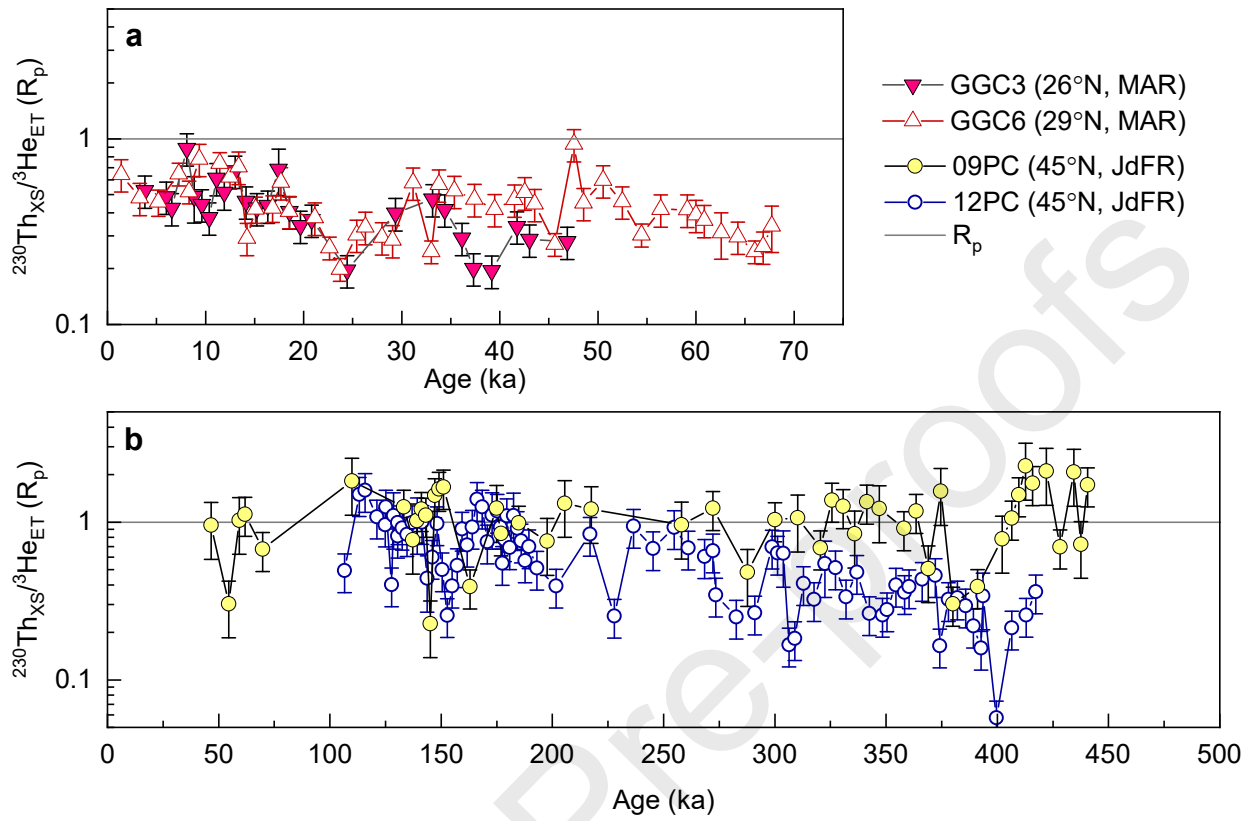 a
1
0.1
²³⁰Th_XS/³He_ET (R_p)
0 10 20 30 40 50 60 70
Age (ka)
GGC3 (26°N, MAR)
GGC6 (29°N, MAR)
09PC (45°N, JdFR)
12PC (45°N, JdFR)
R_p
b
1
0.1
²³⁰Th_XS/³He_ET (R_p)
0 50 100 150 200 250 300 350 400 450 500
Age (ka)
Pre-proofs